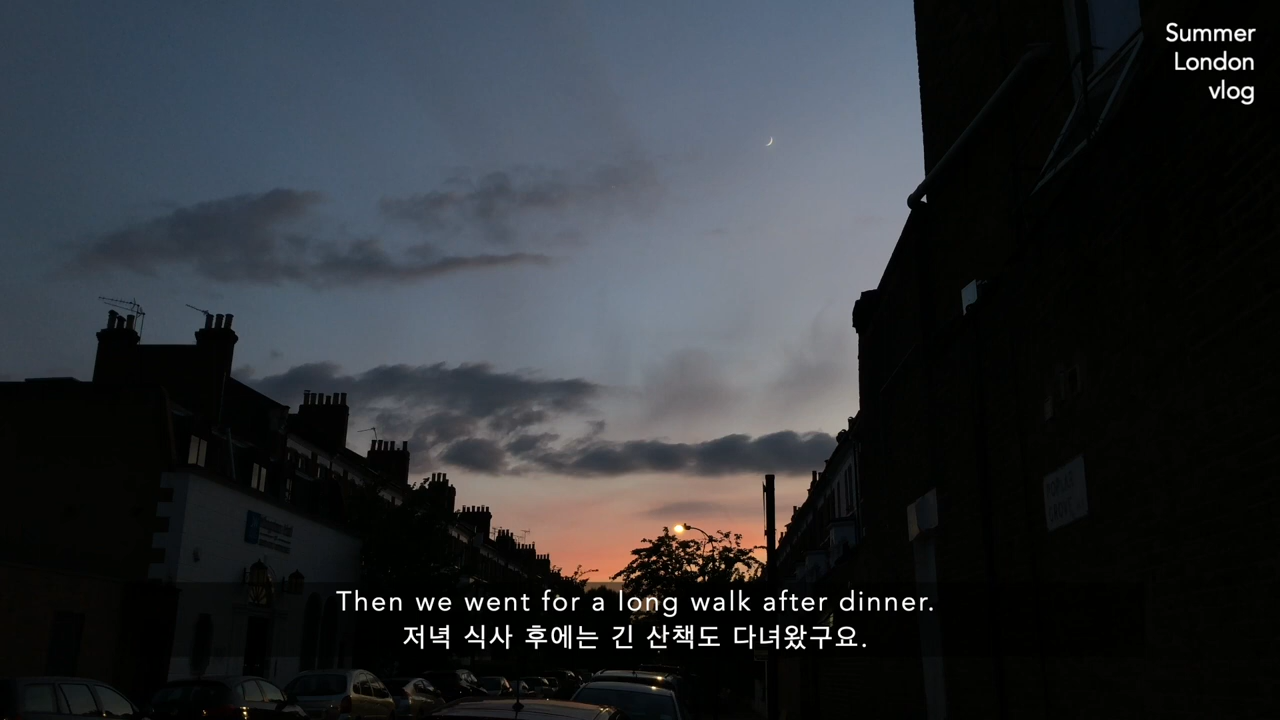 Summer
London
vlog
Then we went for a long walk after dinner.
저녁 식사 후에는 긴 산책도 다녀왔구요.